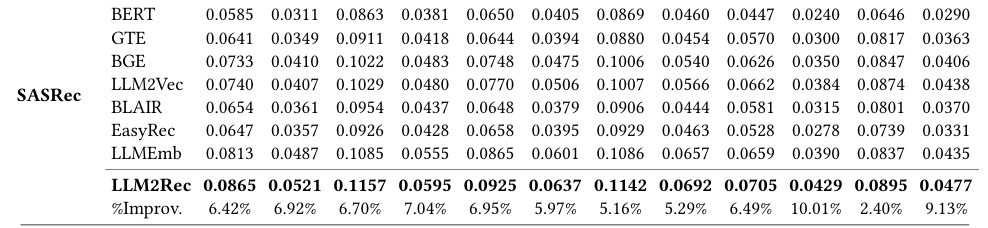 BERT 0.0585 0.0311 0.0863 0.0381 0.0650 0.0405 0.0869 0.0460 0.0447 0.0240 0.0646 0.0290
GTE 0.0641 0.0349 0.0911 0.0418 0.0644 0.0394 0.0880 0.0454 0.0570 0.0300 0.0817 0.0363
BGE 0.0733 0.0410 0.1022 0.0483 0.0748 0.0475 0.1006 0.0540 0.0626 0.0350 0.0847 0.0406
SASRec LLM2Vec 0.0740 0.0407 0.1029 0.0480 0.0770 0.0506 0.1007 0.0566 0.0662 0.0384 0.0874 0.0438
BLAIR 0.0654 0.0361 0.0954 0.0437 0.0648 0.0379 0.0906 0.0444 0.0581 0.0315 0.0801 0.0370
EasyRec 0.0647 0.0357 0.0926 0.0428 0.0658 0.0395 0.0929 0.0463 0.0528 0.0278 0.0739 0.0331
LLMEmb 0.0813 0.0487 0.1085 0.0555 0.0865 0.0601 0.1086 0.0657 0.0659 0.0390 0.0837 0.0435
LLM2Rec 0.0865 0.0521 0.1157 0.0595 0.0925 0.0637 0.1142 0.0692 0.0705 0.0429 0.0895 0.0477
%Improv. 6.42% 6.92% 6.70% 7.04% 6.95% 5.97% 5.16% 5.29% 6.49% 10.01% 2.40% 9.13%